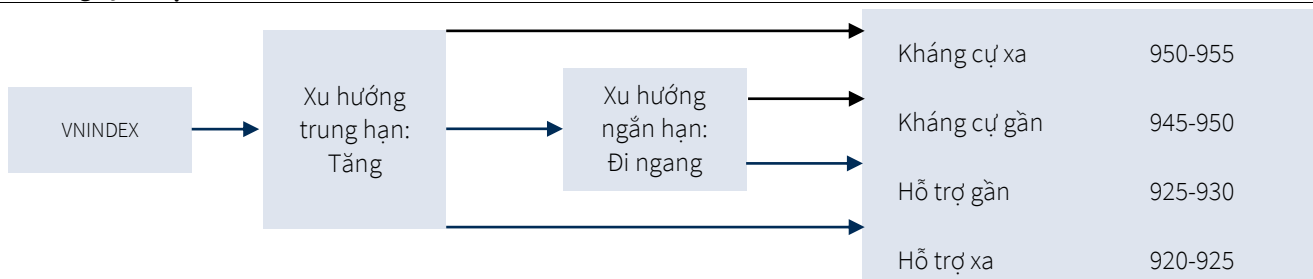 VNINDEX
Xu hướng
trung hạn:
Tăng
Xu hướng
ngắn hạn:
Đi ngang
Kháng cự xa 950-955
Kháng cự gần 945-950
Hỗ trợ gần 925-930
Hỗ trợ xa 920-925